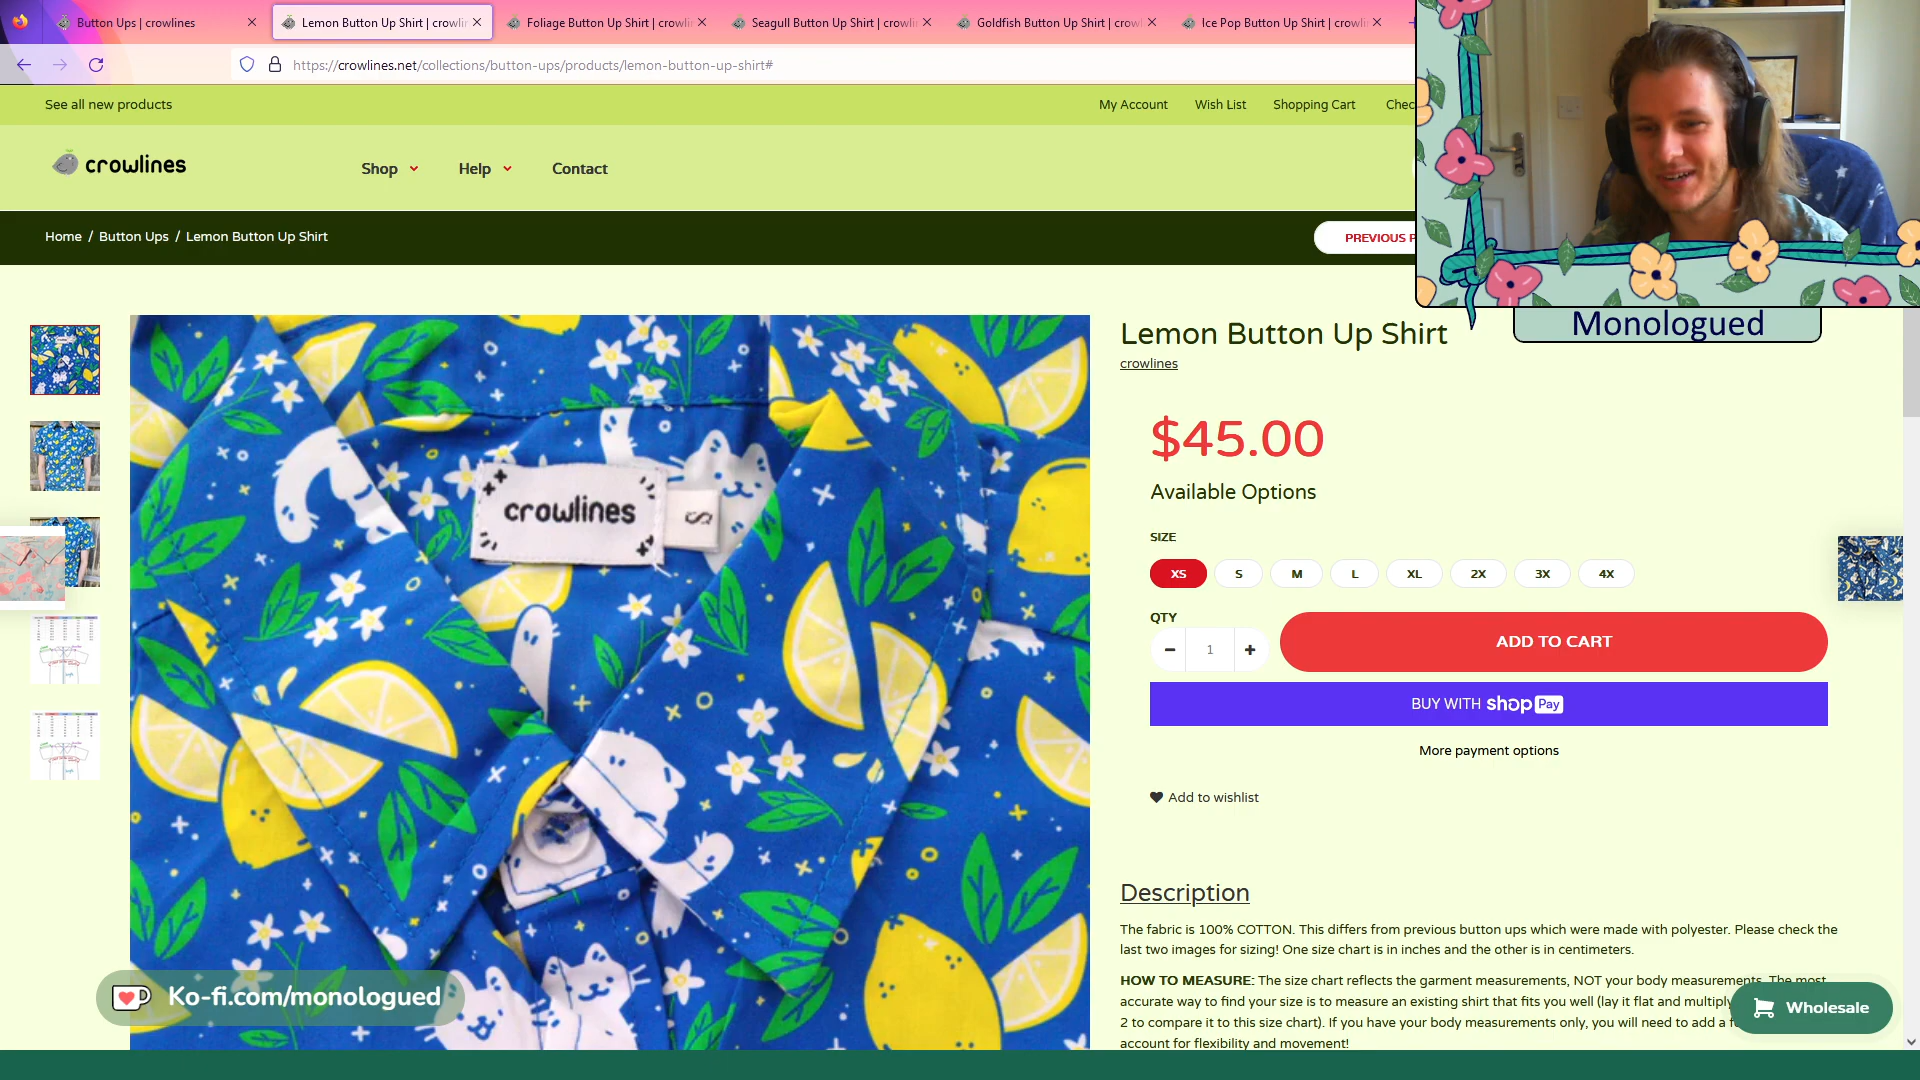 Button Ups | crowlines
Lemon Button Up Shirt | crowlin
Foliage Button Up Shirt | crowlin
Seagull Button Up Shirt | crowlin
Goldfish Button Up Shirt | crowl
Ice Pop Button Up Shirt | crowlin
https://crowlines.net/collections/button-ups/products/lemon-button-up-shirt#
See all new products
My Account
Wish List
Shopping Cart
Chec
crowlines
Shop
Help
Contact
Home / Button Ups / Lemon Button Up Shirt
PREVIOUS P
Monologued
Lemon Button Up Shirt
crowlines
$45.00
Available Options
SIZE
XS
S
M
L
XL
2X
3X
4X
QTY
1
ADD TO CART
BUY WITH shop Pay
More payment options
Add to wishlist
crowlines
S
Description
The fabric is 100% COTTON. This differs from previous button ups which were made with polyester. Please check the
last two images for sizing! One size chart is in inches and the other is in centimeters.
HOW TO MEASURE: The size chart reflects the garment measurements, NOT your body measurements. The most
accurate way to find your size is to measure an existing shirt that fits you well (lay it flat and multiply
2 to compare it to this size chart). If you have your body measurements only, you will need to add a f
account for flexibility and movement!
Ko-fi.com/monologued
Wholesale